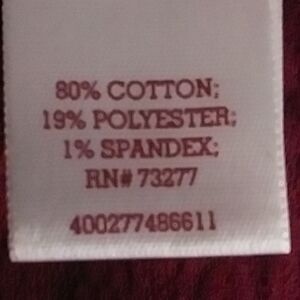 80% COTTON;
19% POLYESTER;
1% SPANDEX;
RN# 73277
400277486611